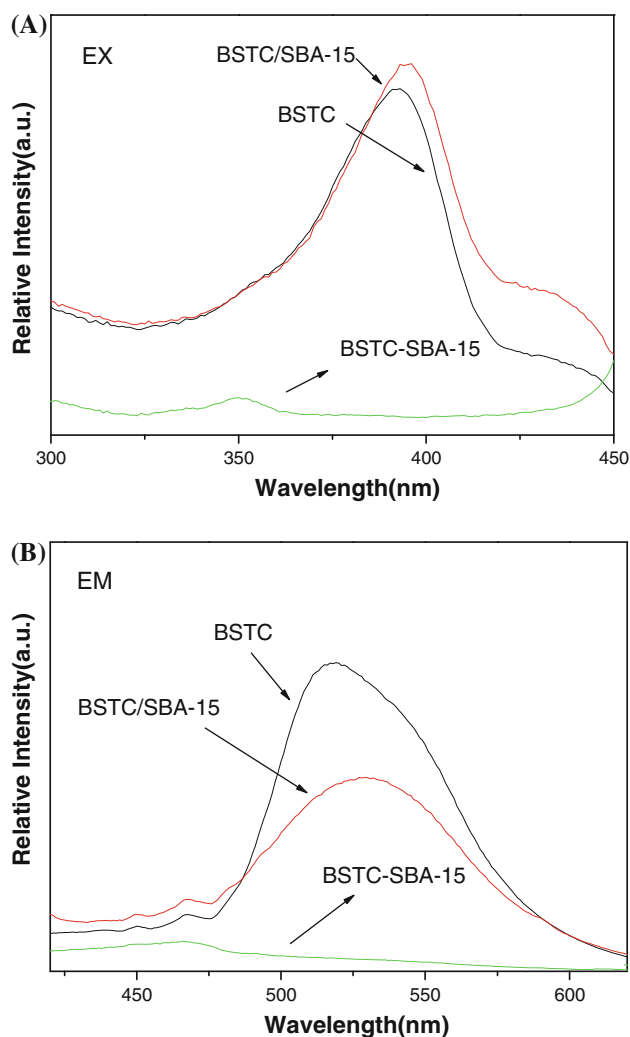 (A)
EX
BSTC/SBA-15
BSTC
BSTC-SBA-15
Relative Intensity(a.u.)
300
350
400
450
Wavelength(nm)
(B)
EM
BSTC
BSTC/SBA-15
BSTC-SBA-15
Relative Intensity(a.u.)
450
500
550
600
Wavelength(nm)